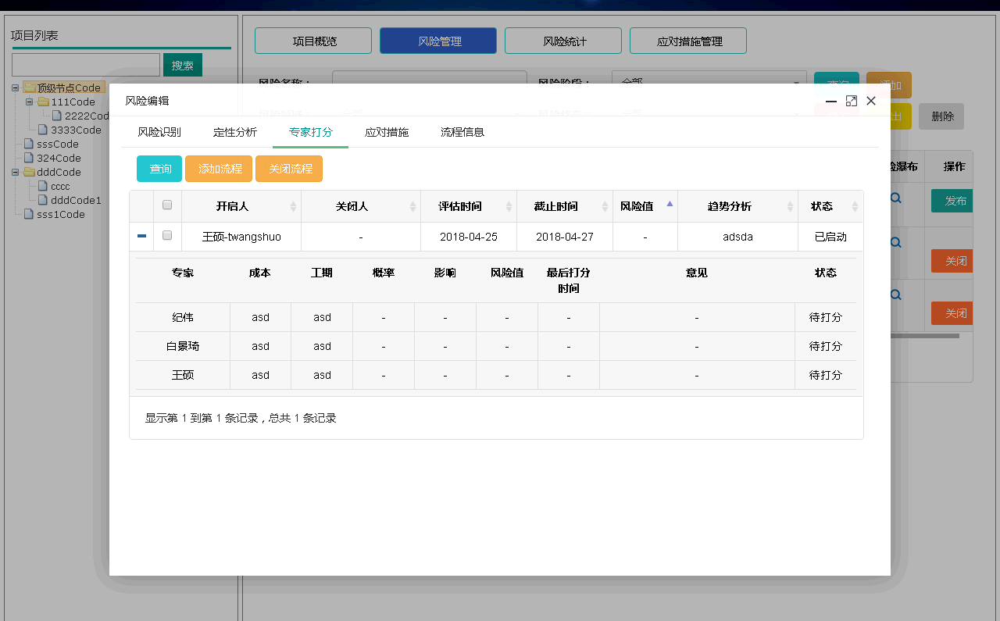 项目列表
搜索
顶级节点Code
111Code
2222Cod
3333Code
sssCode
324Code
dddCode
cccc
dddCode1
sss1Code
项目概览 风险管理 风险统计 应对措施管理
风险名称： 风险阶段： 全部 查询 添加
删除
操作
发布
关闭
关闭
风险编辑
风险识别 定性分析 专家打分 应对措施 流程信息
查询 添加流程 关闭流程
开启人 关闭人 评估时间 截止时间 风险值 趋势分析 状态
王硕-twangshuo - 2018-04-25 2018-04-27 - adsda 已启动
专家 成本 工期 概率 影响 风险值 最后打分时间 意见 状态
纪伟 asd asd - - - - - 待打分
白景琦 asd asd - - - - - 待打分
王硕 asd asd - - - - - 待打分
显示第 1 到第 1 条记录，总共 1 条记录